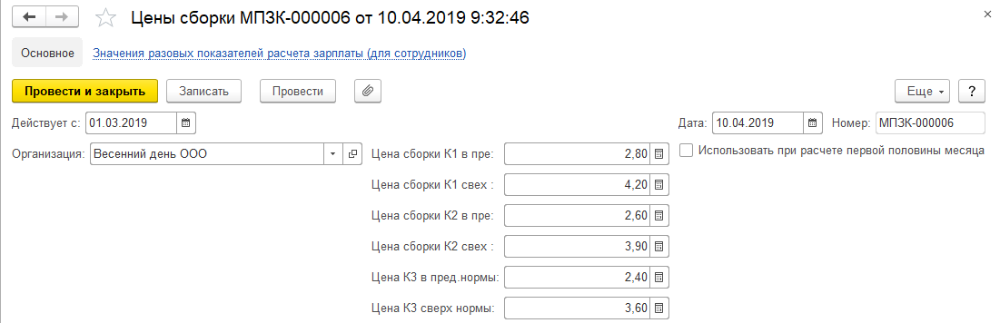 Цены сборки МПЗК-000006 от 10.04.2019 9:32:46
Основное Значения разовых показателей расчета зарплаты (для сотрудников)
Провести и закрыть Записать Провести Еще ?
Действует с: 01.03.2019 Дата: 10.04.2019 Номер: МПЗК-000006
Организация: Весенний день ООО Цена сборки К1 в пре: 2,80 Использовать при расчете первой половины месяца
Цена сборки К1 свех : 4,20
Цена сборки К2 в пре: 2,60
Цена сборки К2 свех : 3,90
Цена К3 в пред.нормы: 2,40
Цена К3 сверх нормы: 3,60